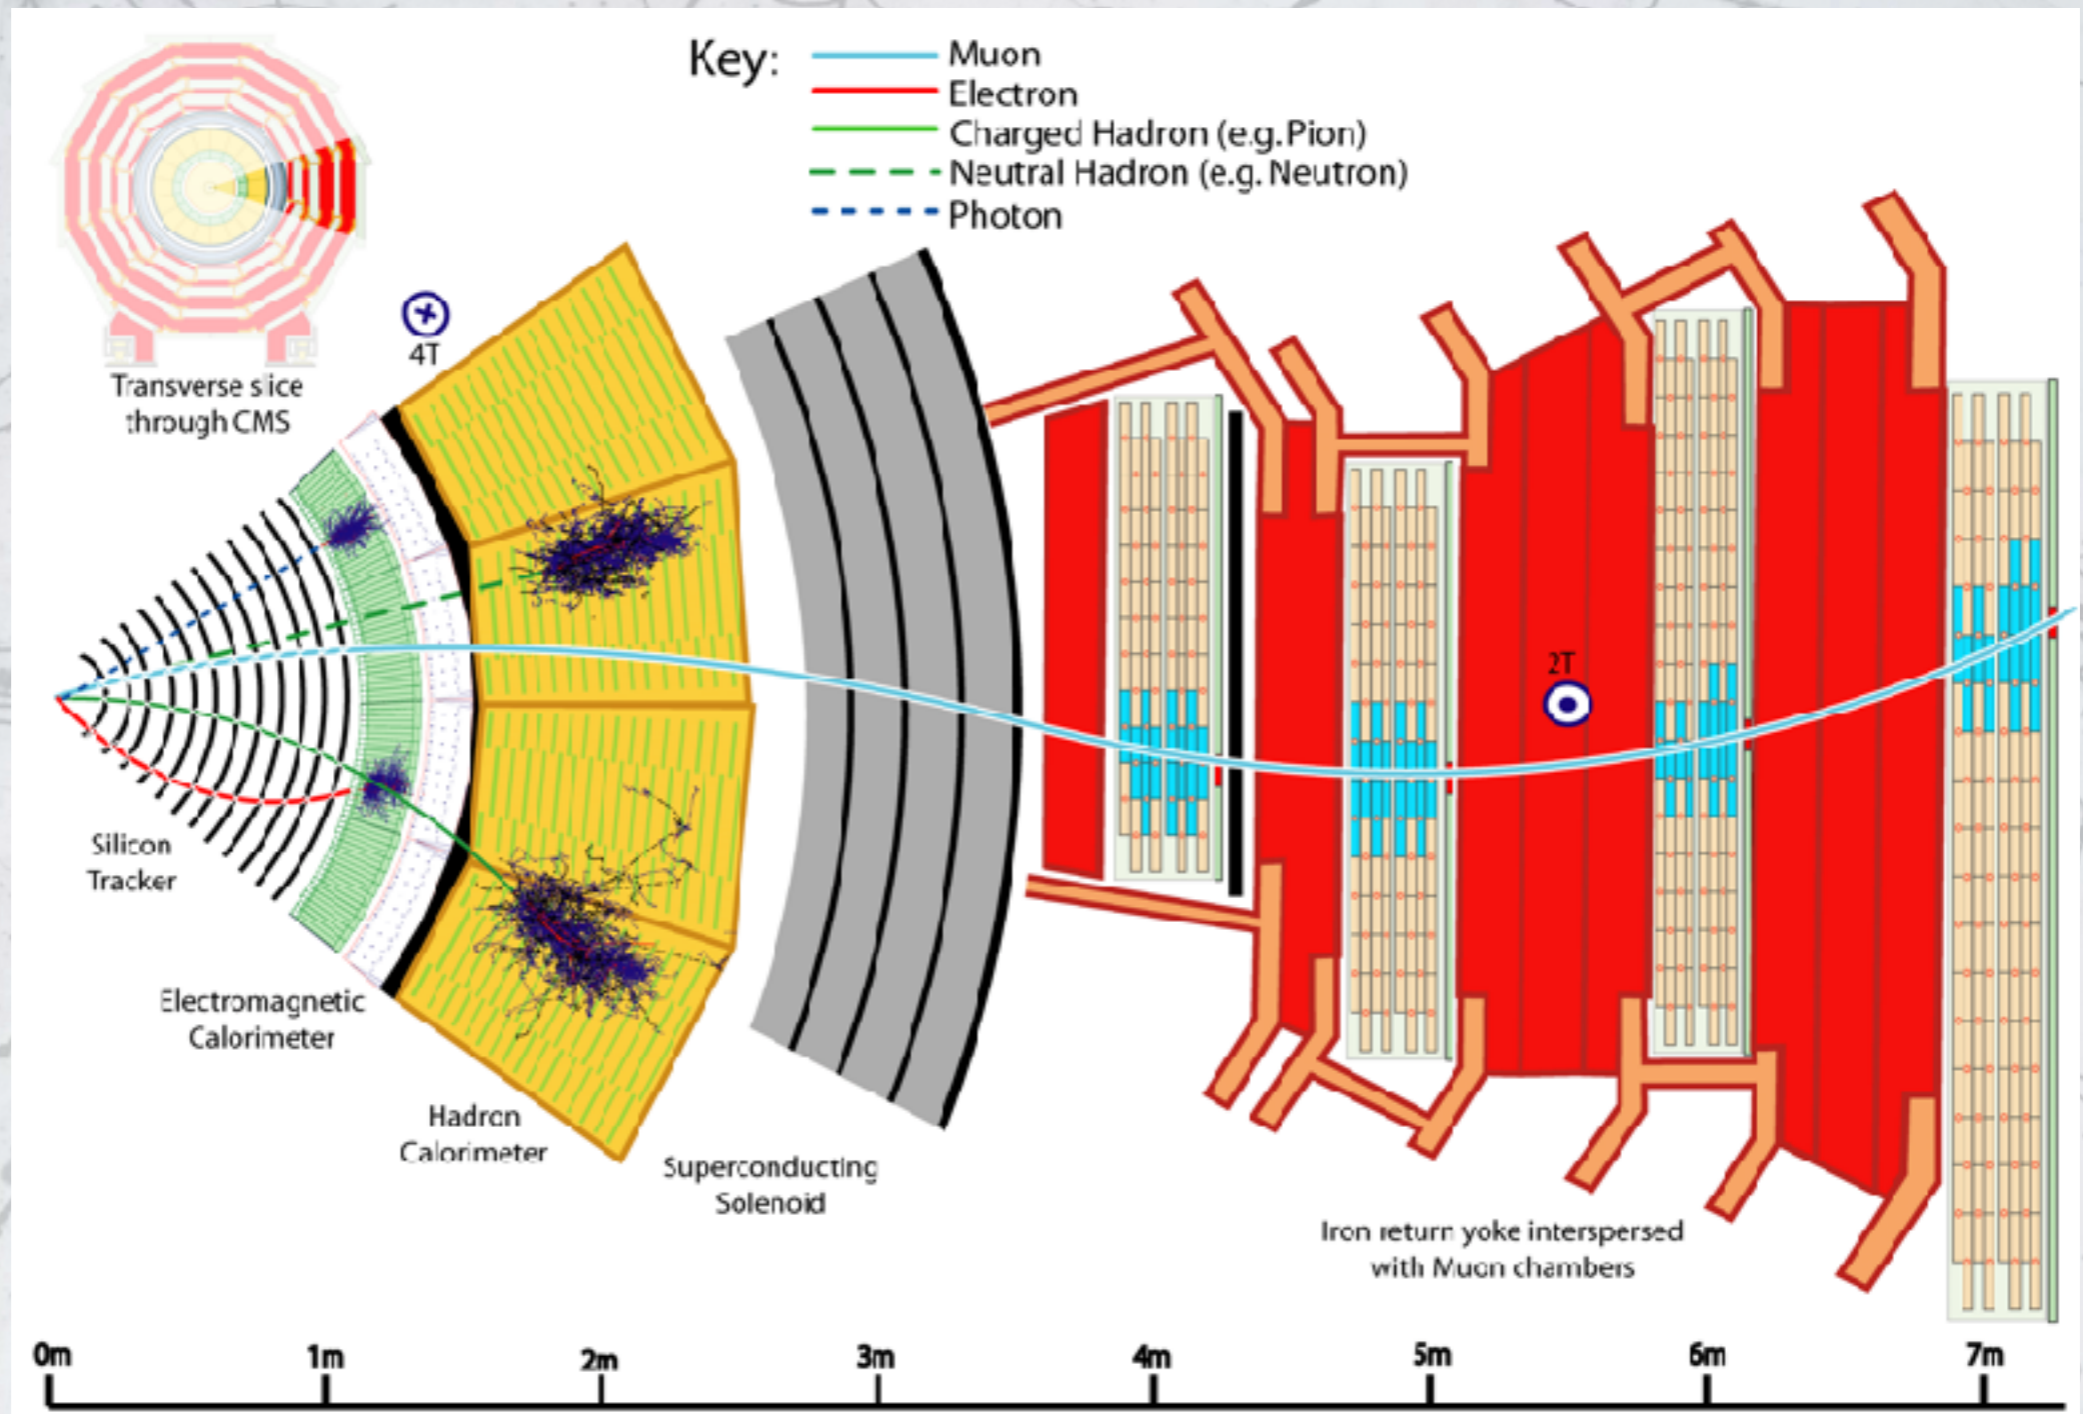 Key:
Muon
Electron
Charged Hadron (e.g. Pion)
Neutral Hadron (e.g. Neutron)
Photon
Transverse slice
through CMS
4T
2T
Silicon
Tracker
Electromagnetic
Calorimeter
Hadron
Calorimeter
Superconducting
Solenoid
Iron return yoke interspersed
with Muon chambers
0m 1m 2m 3m 4m 5m 6m 7m